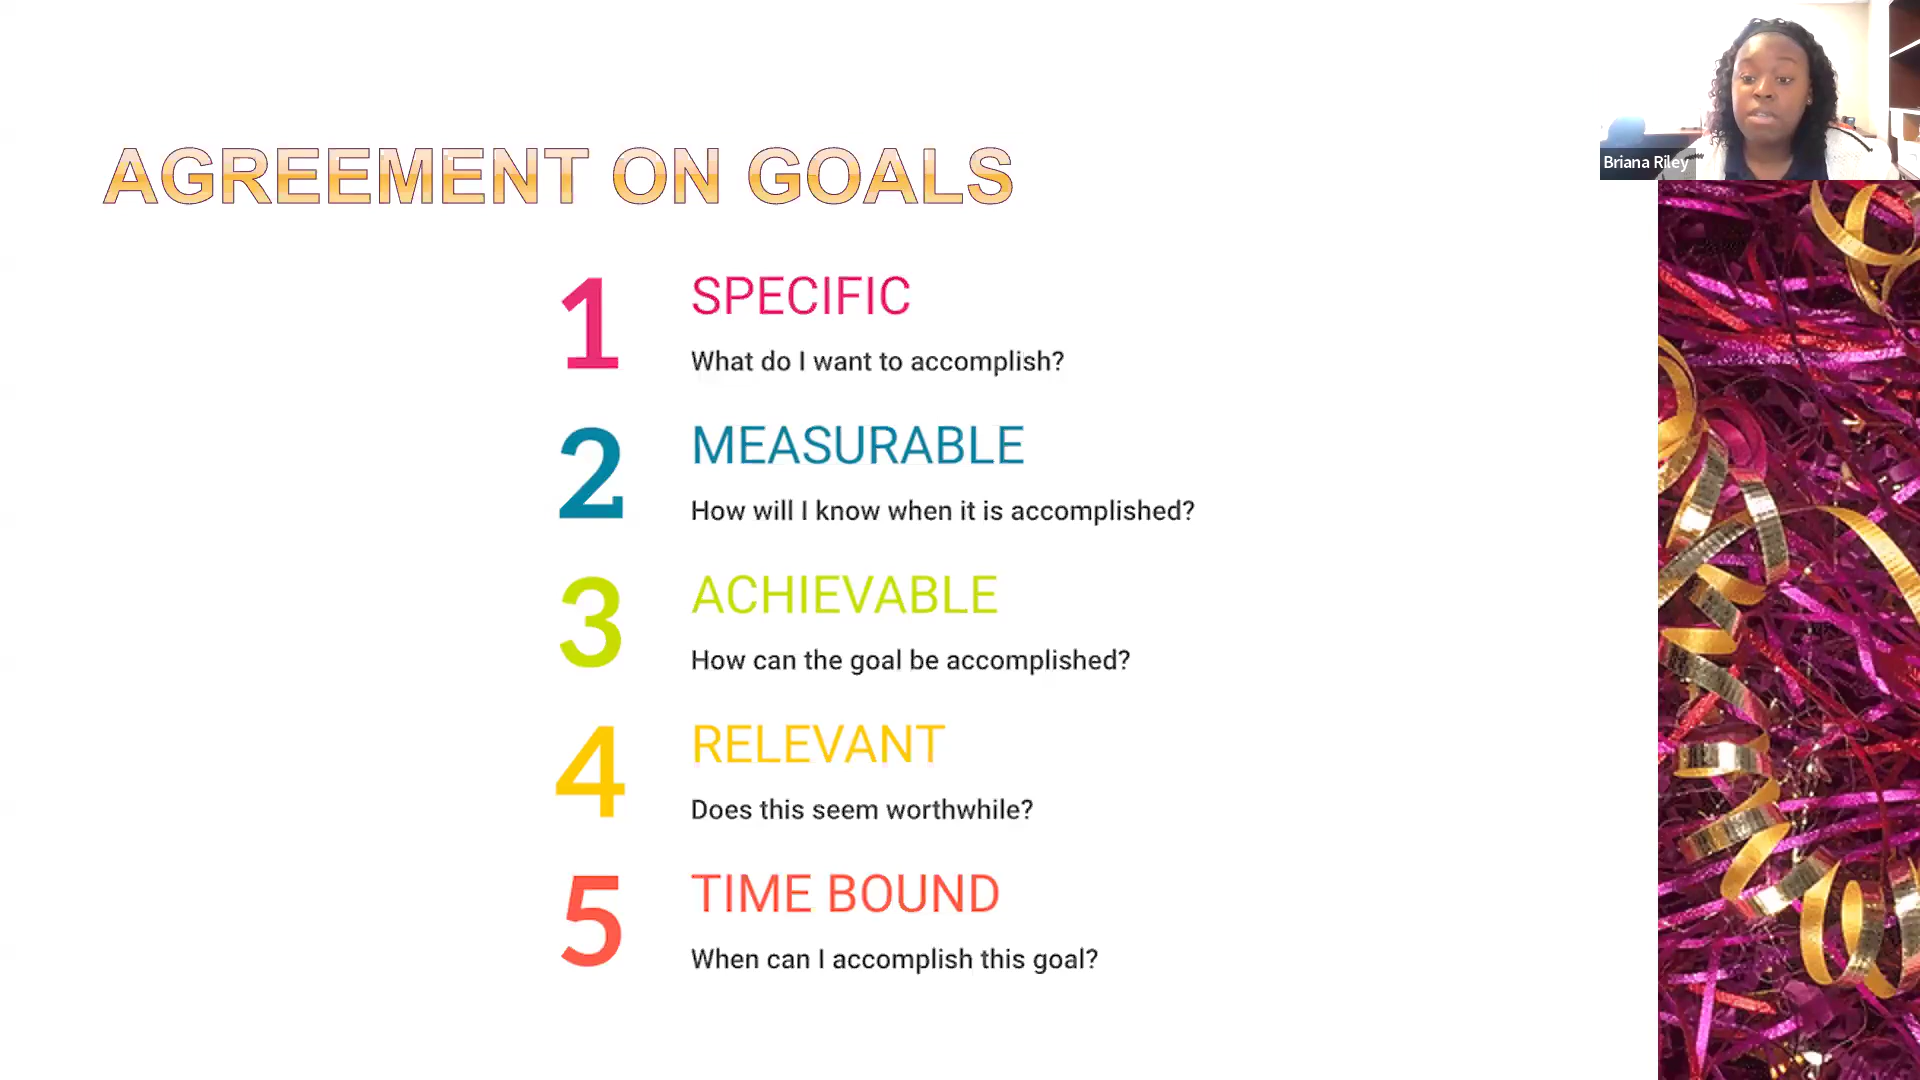 Briana Riley
AGREEMENT ON GOALS
1 SPECIFIC
What do I want to accomplish?
2 MEASURABLE
How will I know when it is accomplished?
3 ACHIEVABLE
How can the goal be accomplished?
4 RELEVANT
Does this seem worthwhile?
5 TIME BOUND
When can I accomplish this goal?